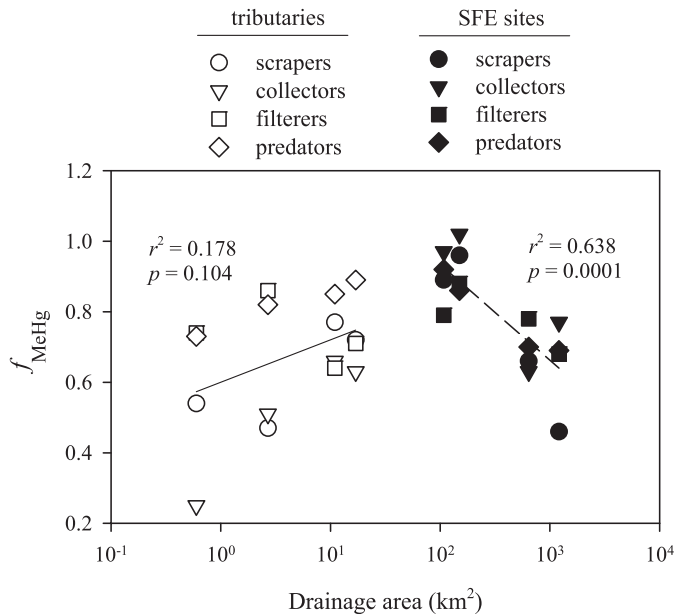 tributaries
scrapers
collectors
filterers
predators
SFE sites
scrapers
collectors
filterers
predators
1.2
1.0
0.8
0.6
0.4
0.2
f MeHg
r² = 0.178
p = 0.104
r² = 0.638
p = 0.0001
10⁻¹ 10⁰ 10¹ 10² 10³ 10⁴
Drainage area (km²)